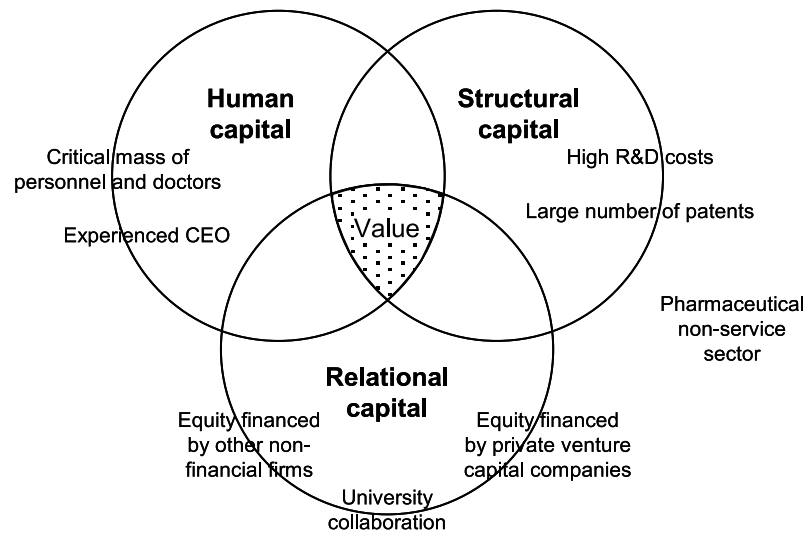 Human
capital
Structural
capital
Critical mass of
personnel and doctors
High R&D costs
Experienced CEO
Large number of patents
Value
Pharmaceutical
non-service
sector
Relational
capital
Equity financed
by other non-
financial firms
Equity financed
by private venture
capital companies
University
collaboration